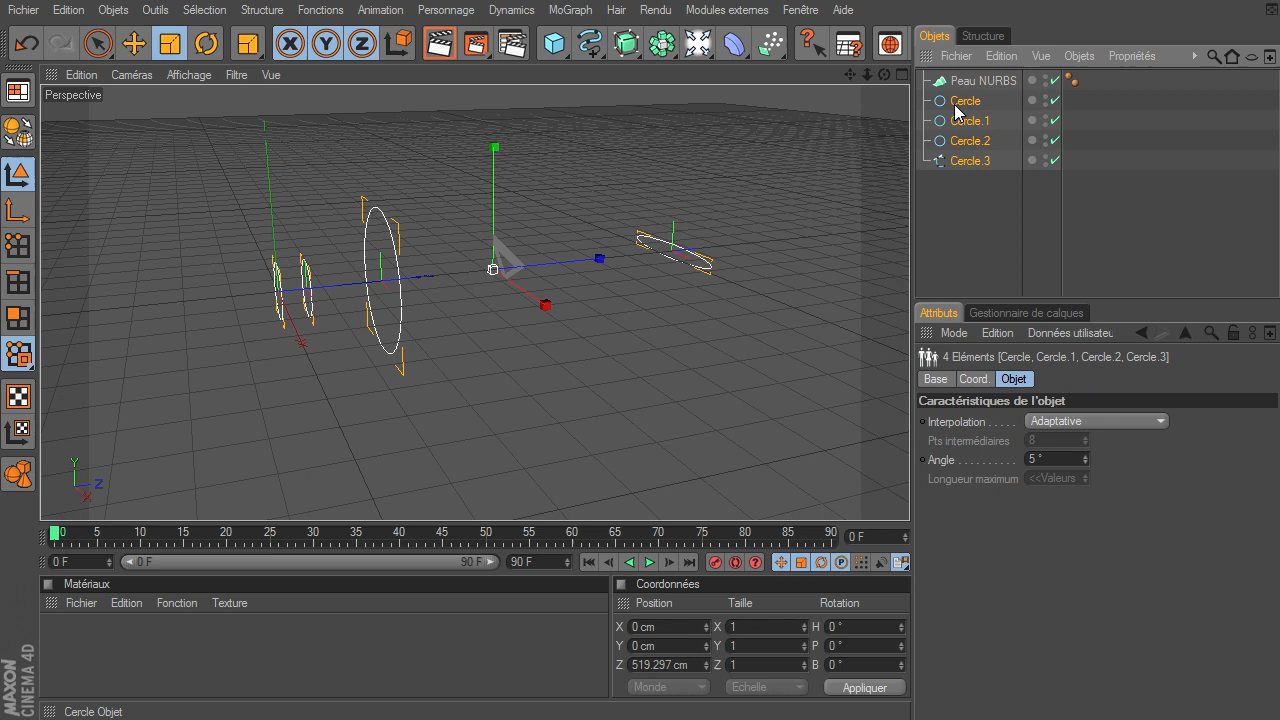 Fichier Edition Objets Outils Sélection Structure Fonctions Animation Personnage Dynamics MoGraph Hair Rendu Modules externes Fenêtre Aide
X Y Z
Objets Structure
Fichier Edition Vue Objets Propriétés
Edition Caméras Affichage Filtre Vue
Perspective
Peau NURBS
Cercle
Cercle.1
Cercle.2
Cercle.3
Attributs Gestionnaire de calques
Mode Edition Données utilisateu
4 Eléments [Cercle, Cercle.1, Cercle.2, Cercle.3]
Base Coord. Objet
Caractéristiques de l'objet
Interpolation . . . . . Adaptative
Pts intermédiaires 8
Angle . . . . . . . . . . 5 °
Longueur maximum <<Valeurs
Y
Z
X
0 5 10 15 20 25 30 35 40 45 50 55 60 65 70 75 80 85 90 0 F
0 F 0 F 90 F 90 F
Matériaux
Fichier Edition Fonction Texture
Coordonnées
Position Taille Rotation
X 0 cm X 1 H 0 °
Y 0 cm Y 1 P 0 °
Z 519.297 cm Z 1 B 0 °
Monde Echelle Appliquer
MAXON
CINEMA 4D
Cercle Objet